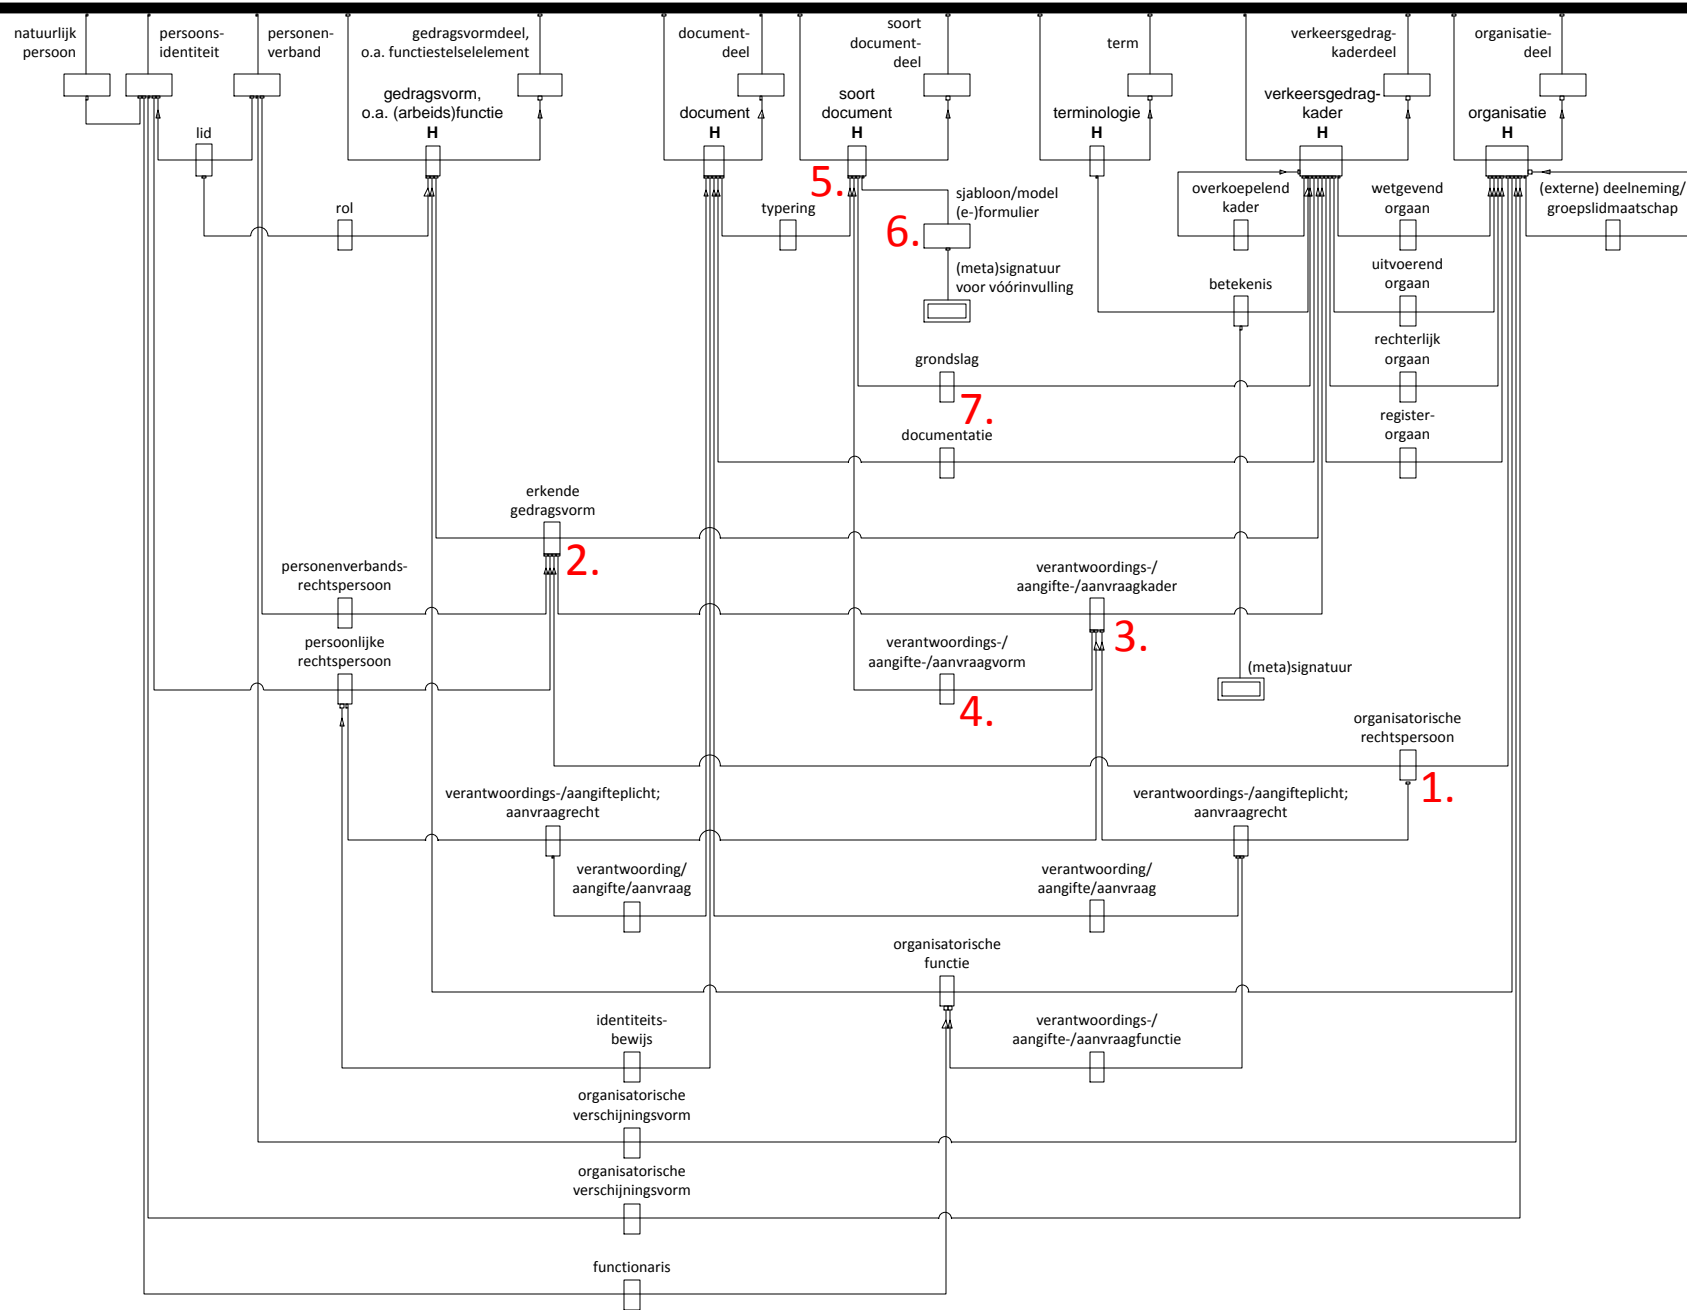 natuurlijk
persoon
persoons-
identiteit
personen-
verband
gedragsvormdeel,
o.a. functiestelselelement
document-
deel
soort
document-
deel
term
verkeersgedrag-
kaderdeel
organisatie-
deel
gedragsvorm,
o.a. (arbeids)functie
H
document
H
soort
document
H
terminologie
H
verkeersgedrag-
kader
H
organisatie
H
lid
5.
rol
typering
sjabloon/model
(e-)formulier
6.
overkoepelend
kader
wetgevend
orgaan
(externe) deelneming/
groepslidmaatschap
(meta)signatuur
voor vóórinvulling
betekenis
uitvoerend
orgaan
grondslag
7.
rechterlijk
orgaan
documentatie
register-
orgaan
erkende
gedragsvorm
2.
personenverbands-
rechtspersoon
verantwoordings-/
aangifte-/aanvraagkader
3.
persoonlijke
rechtspersoon
verantwoordings-/
aangifte-/aanvraagvorm
4.
(meta)signatuur
organisatorische
rechtspersoon
1.
verantwoordings-/aangifteplicht;
aanvraagrecht
verantwoordings-/aangifteplicht;
aanvraagrecht
verantwoording/
aangifte/aanvraag
verantwoording/
aangifte/aanvraag
organisatorische
functie
identiteits-
bewijs
verantwoordings-/
aangifte-/aanvraagfunctie
organisatorische
verschijningsvorm
organisatorische
verschijningsvorm
functionaris